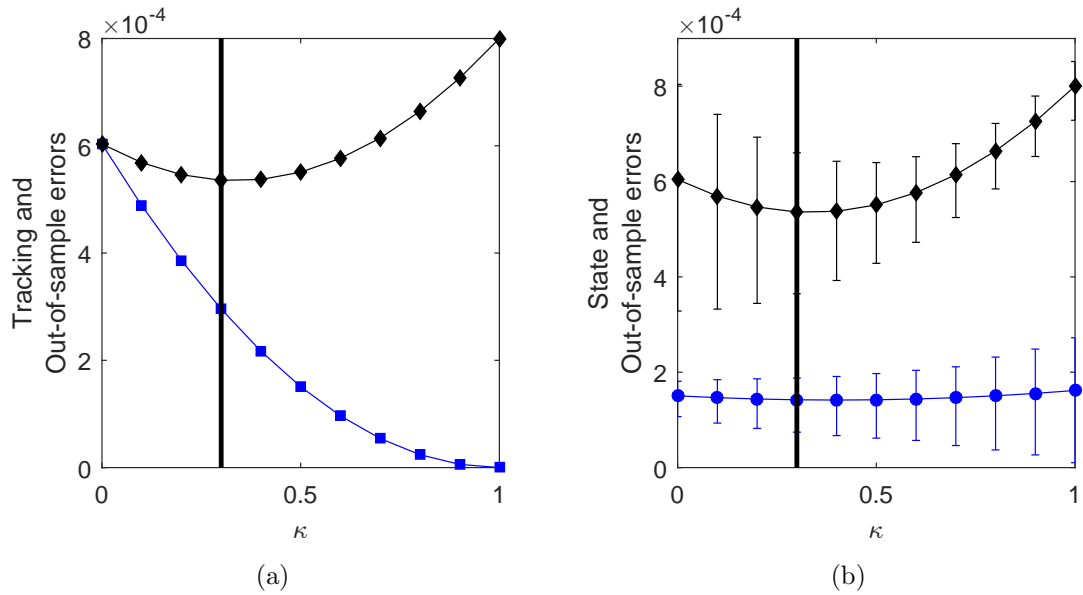 ×10⁻⁴
8
6
4
2
0
Tracking and
Out-of-sample errors
0
0.5
1
κ
(a)
×10⁻⁴
8
6
4
2
0
State and
Out-of-sample errors
0
0.5
1
κ
(b)